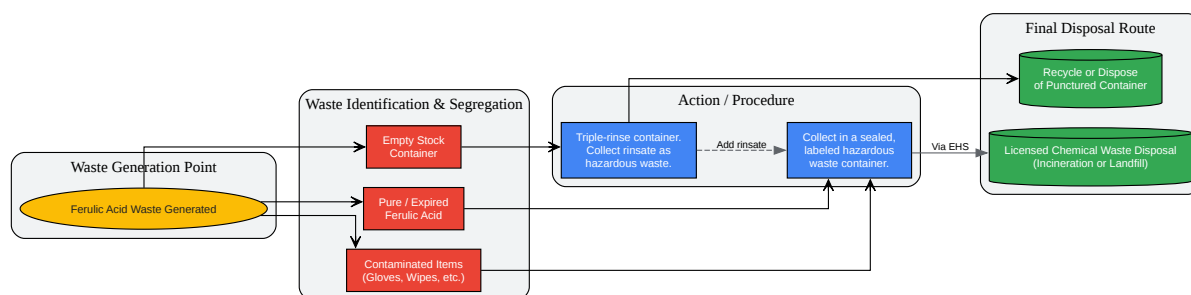 Final Disposal Route
Recycle or Dispose
of Punctured Container
Waste Identification & Segregation
Action / Procedure
Empty Stock
Container
Triple-rinse container.
Collect rinsate as
hazardous waste.
Add rinsate
Collect in a sealed,
labeled hazardous
waste container.
Via EHS
Licensed Chemical Waste Disposal
(Incineration or Landfill)
Waste Generation Point
Ferulic Acid Waste Generated
Pure / Expired
Ferulic Acid
Contaminated Items
(Gloves, Wipes, etc.)